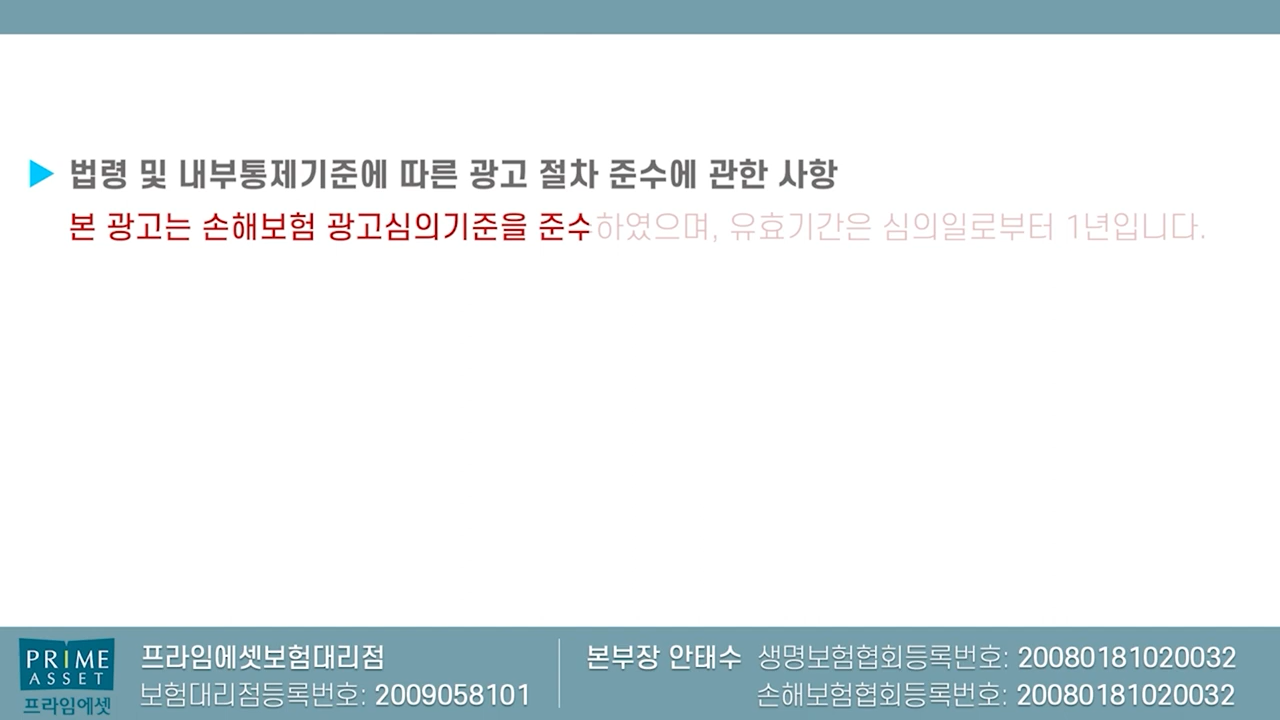 ▶ 법령 및 내부통제기준에 따른 광고 절차 준수에 관한 사항
본 광고는 손해보험 광고심의기준을 준수하였으며, 유효기간은 심의일로부터 1년입니다.
PRIME
ASSET
프라임에셋
프라임에셋보험대리점
보험대리점등록번호: 2009058101
본부장 안태수 생명보험협회등록번호: 20080181020032
손해보험협회등록번호: 20080181020032